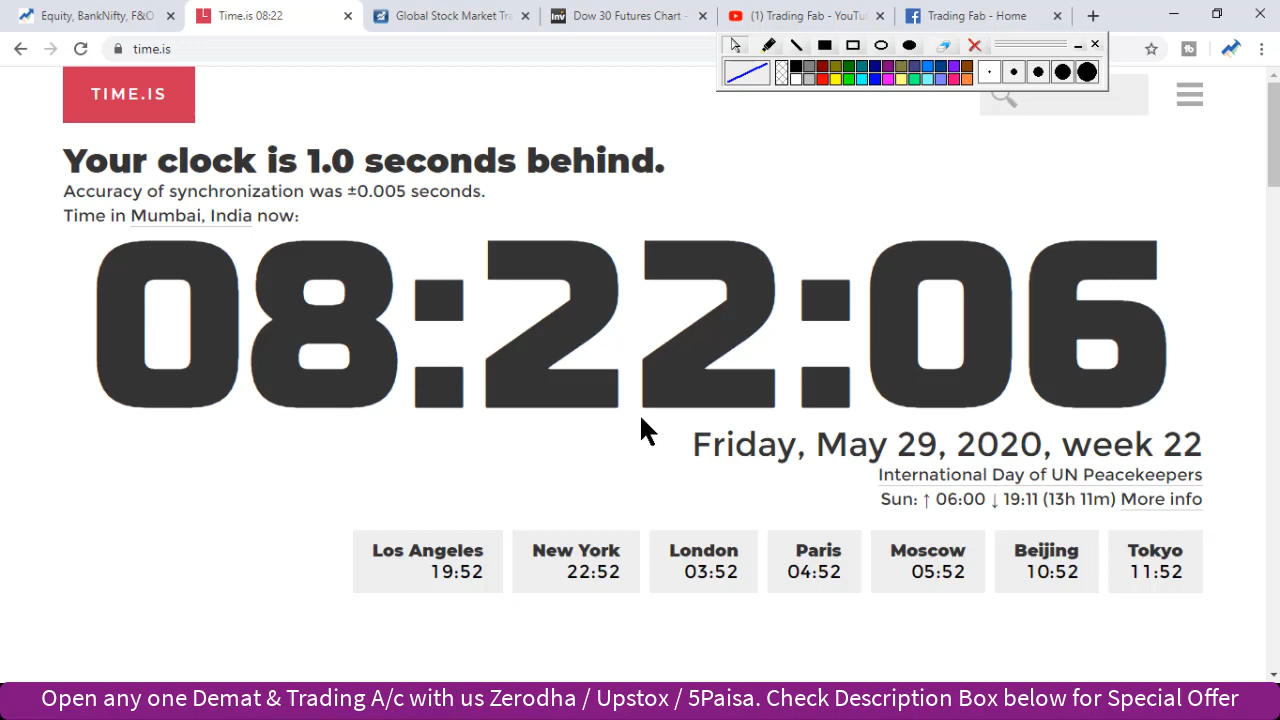 Equity, BankNifty, F&O
Time.is 08:22
Global Stock Market Tra
Dow 30 Futures Chart -
(1) Trading Fab - YouTu
Trading Fab - Home
time.is
TIME.IS
Your clock is 1.0 seconds behind.
Accuracy of synchronization was ±0.005 seconds.
Time in Mumbai, India now:
08:22:06
Friday, May 29, 2020, week 22
International Day of UN Peacekeepers
Sun: ↑ 06:00 ↓ 19:11 (13h 11m) More info
Los Angeles New York London Paris Moscow Beijing Tokyo
19:52 22:52 03:52 04:52 05:52 10:52 11:52
Open any one Demat & Trading A/c with us Zerodha / Upstox / 5Paisa. Check Description Box below for Special Offer